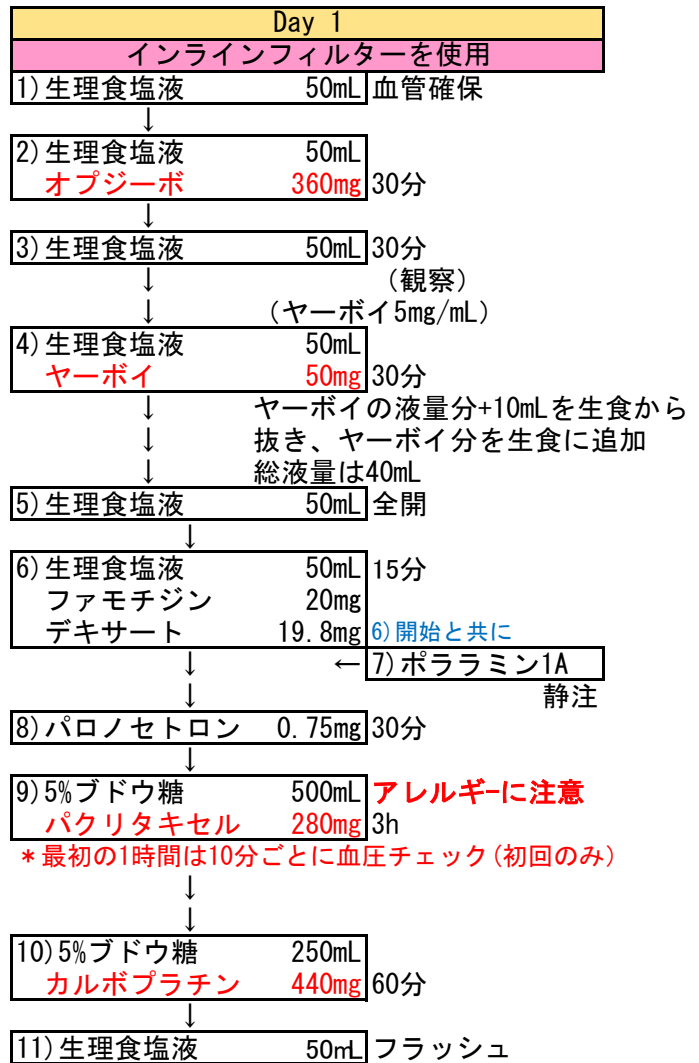 Day 1
インラインフィルターを使用
1)生理食塩液 50mL 血管確保
↓
2)生理食塩液 50mL
オプジーボ 360mg 30分
↓
3)生理食塩液 50mL 30分
↓ (観察)
↓ (ヤーボイ5mg/mL)
4)生理食塩液 50mL
ヤーボイ 50mg 30分
↓ ヤーボイの液量分+10mLを生食から
↓ 抜き、ヤーボイ分を生食に追加
↓ 総液量は40mL
5)生理食塩液 50mL 全開
↓
6)生理食塩液 50mL 15分
ファモチジン 20mg
デキサート 19.8mg 6)開始と共に
↓ ← 7)ポララミン1A
↓ 静注
8)パロノセトロン 0.75mg 30分
↓
9)5%ブドウ糖 500mL アレルギーに注意
パクリタキセル 280mg 3h
＊最初の1時間は10分ごとに血圧チェック(初回のみ)
↓
↓
10)5%ブドウ糖 250mL
カルボプラチン 440mg 60分
↓
11)生理食塩液 50mL フラッシュ